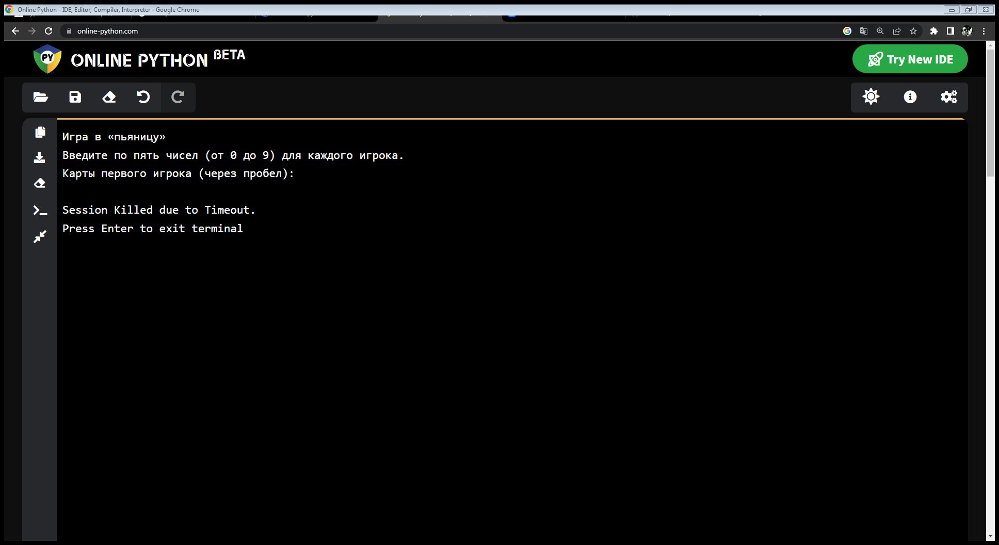 Online Python - IDE, Editor, Compiler, Interpreter - Google Chrome
online-python.com
PY
ONLINE PYTHON BETA
Try New IDE
Игра в «пьяницу»
Введите по пять чисел (от 0 до 9) для каждого игрока.
Карты первого игрока (через пробел):
Session Killed due to Timeout.
Press Enter to exit terminal